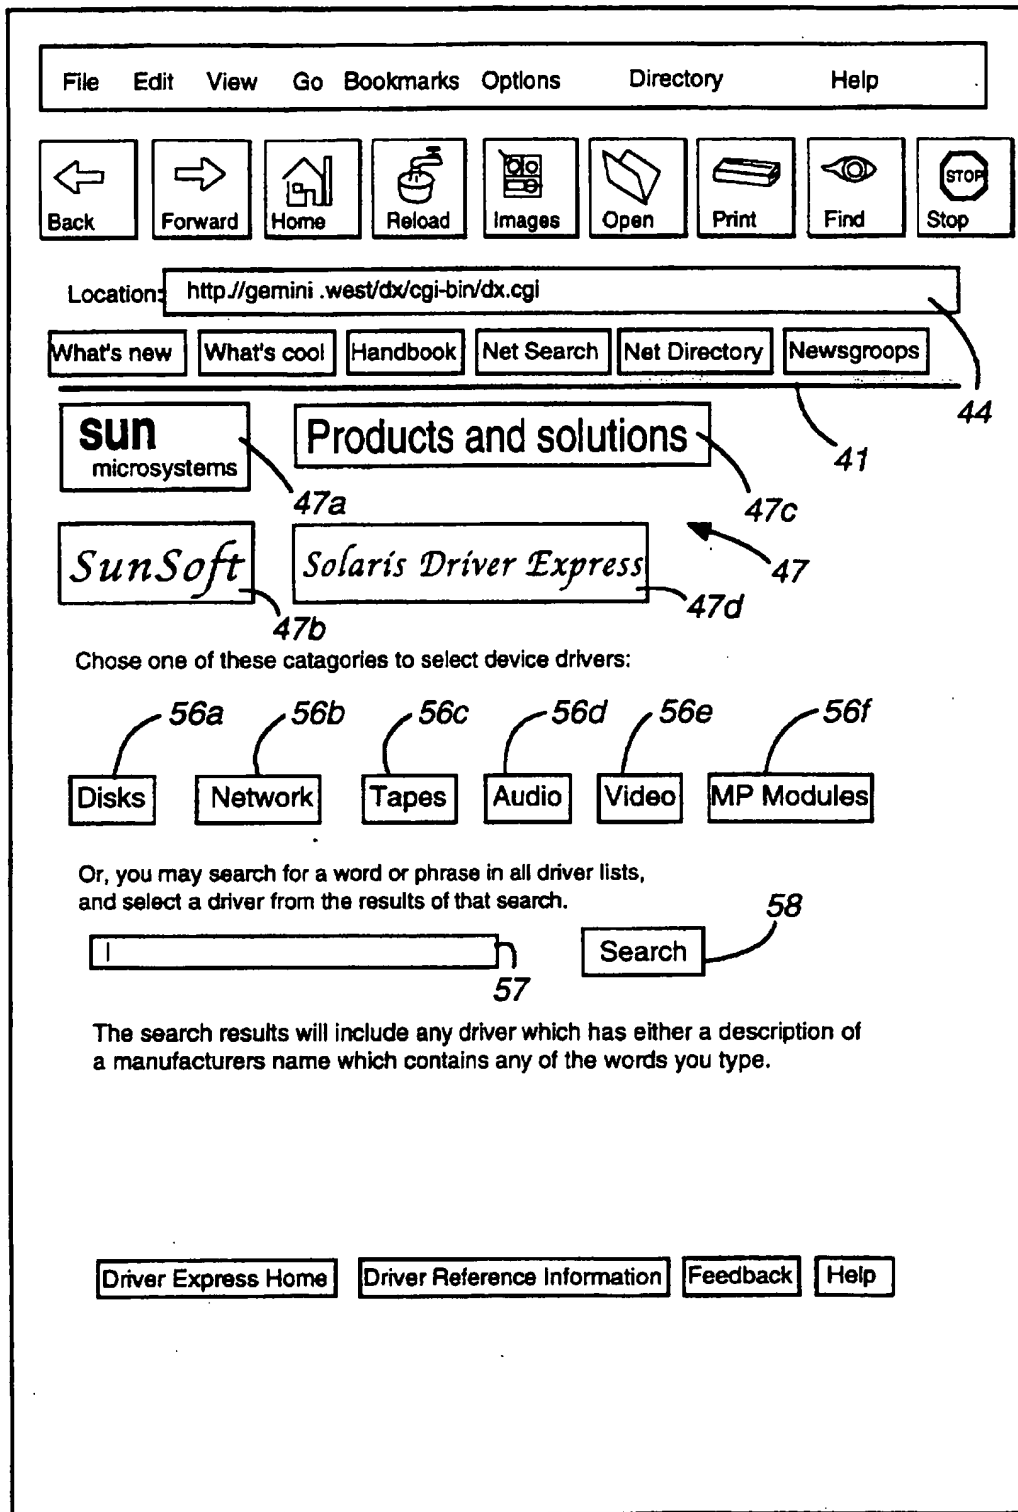 File Edit View Go Bookmarks Options Directory Help
STOP
Back Forward Home Reload Images Open Print Find Stop
Location: http.//gemini .west/dx/cgi-bin/dx.cgi
What's new What's cool Handbook Net Search Net Directory Newsgroops
44
sun Products and solutions 41
microsystems
47a 47c
SunSoft Solaris Driver Express 47
47b 47d
Chose one of these catagories to select device drivers:
56a 56b 56c 56d 56e 56f
Disks Network Tapes Audio Video MP Modules
Or, you may search for a word or phrase in all driver lists,
and select a driver from the results of that search.
58
| Search
57
The search results will include any driver which has either a description of
a manufacturers name which contains any of the words you type.
Driver Express Home Driver Reference Information Feedback Help